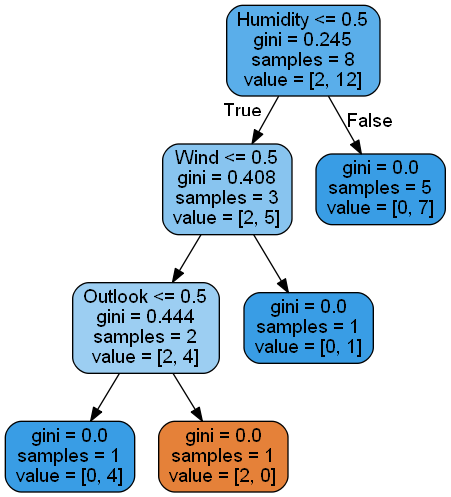 Humidity <= 0.5
gini = 0.245
samples = 8
value = [2, 12]
True
False
Wind <= 0.5
gini = 0.408
samples = 3
value = [2, 5]
gini = 0.0
samples = 5
value = [0, 7]
Outlook <= 0.5
gini = 0.444
samples = 2
value = [2, 4]
gini = 0.0
samples = 1
value = [0, 1]
gini = 0.0
samples = 1
value = [0, 4]
gini = 0.0
samples = 1
value = [2, 0]